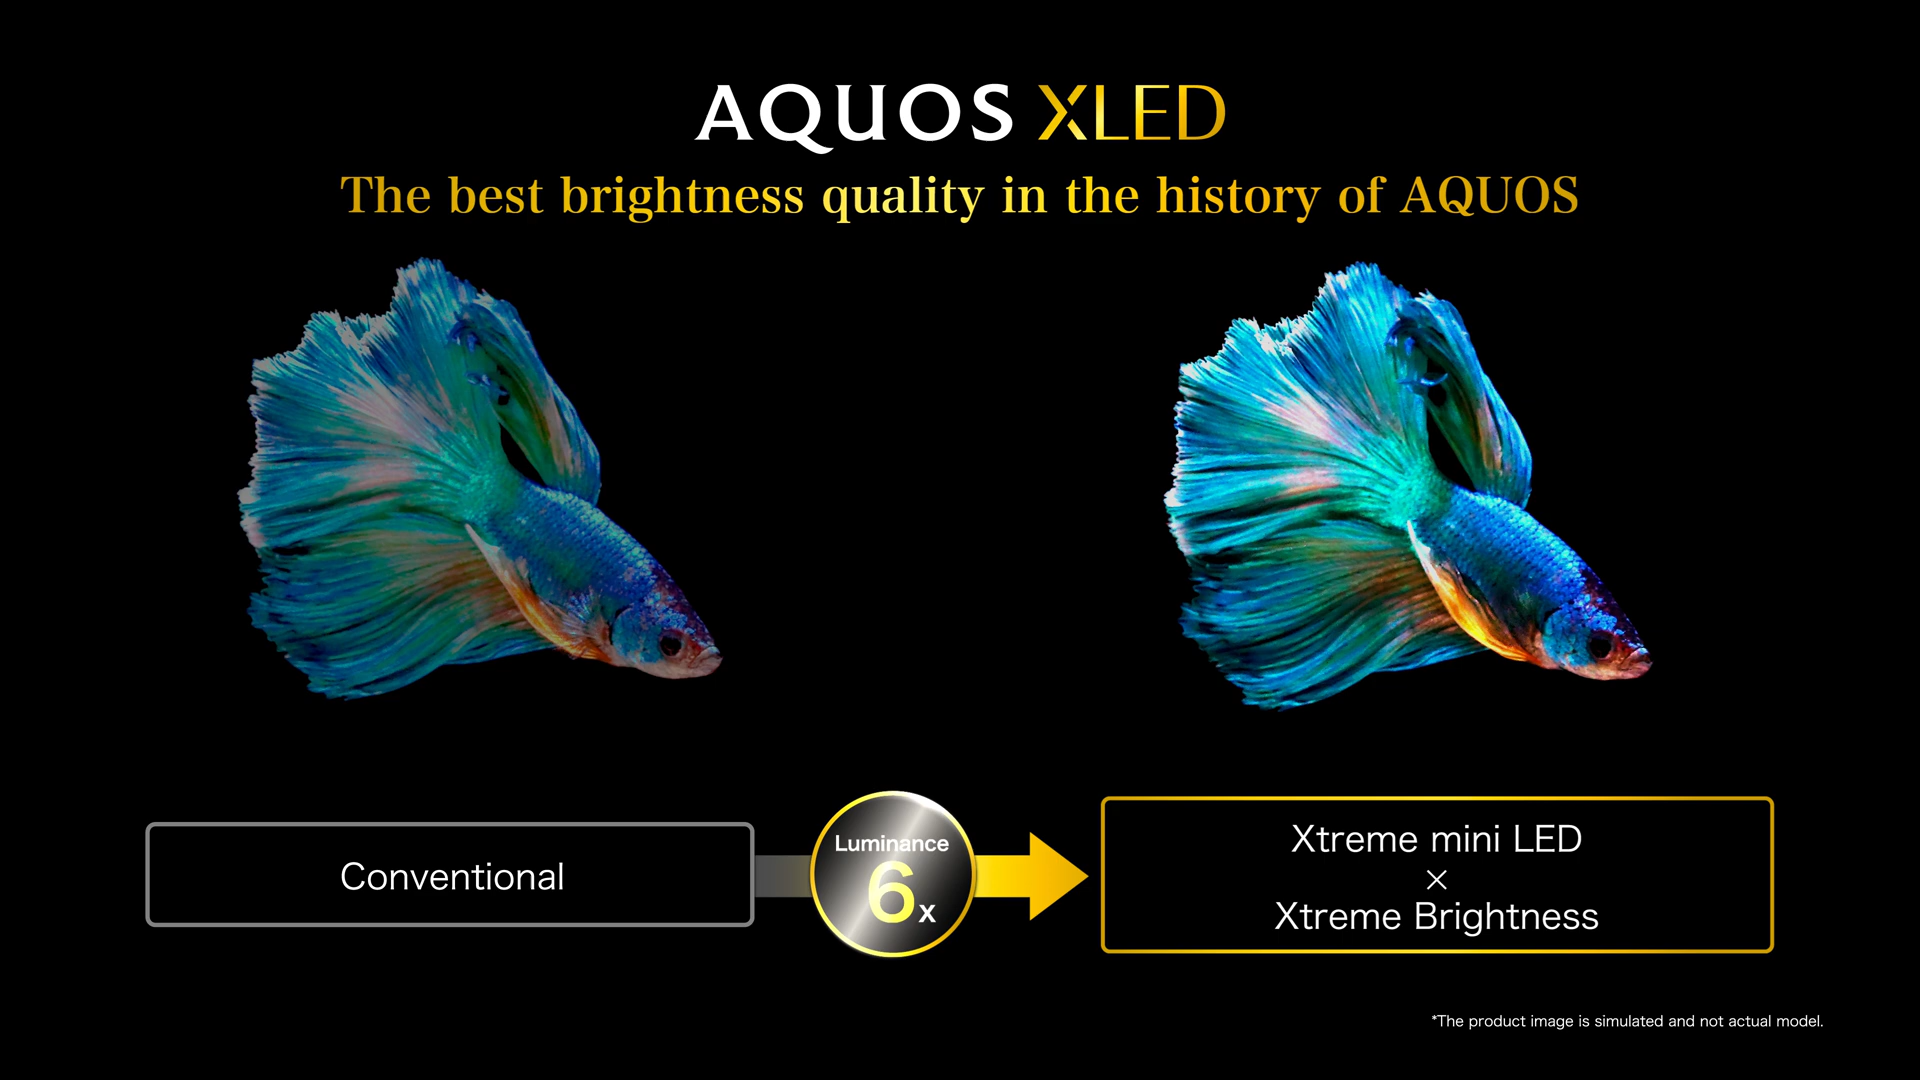 AQUOS XLED
The best brightness quality in the history of AQUOS
Conventional
Luminance
6x
Xtreme mini LED
×
Xtreme Brightness
*The product image is simulated and not actual model.